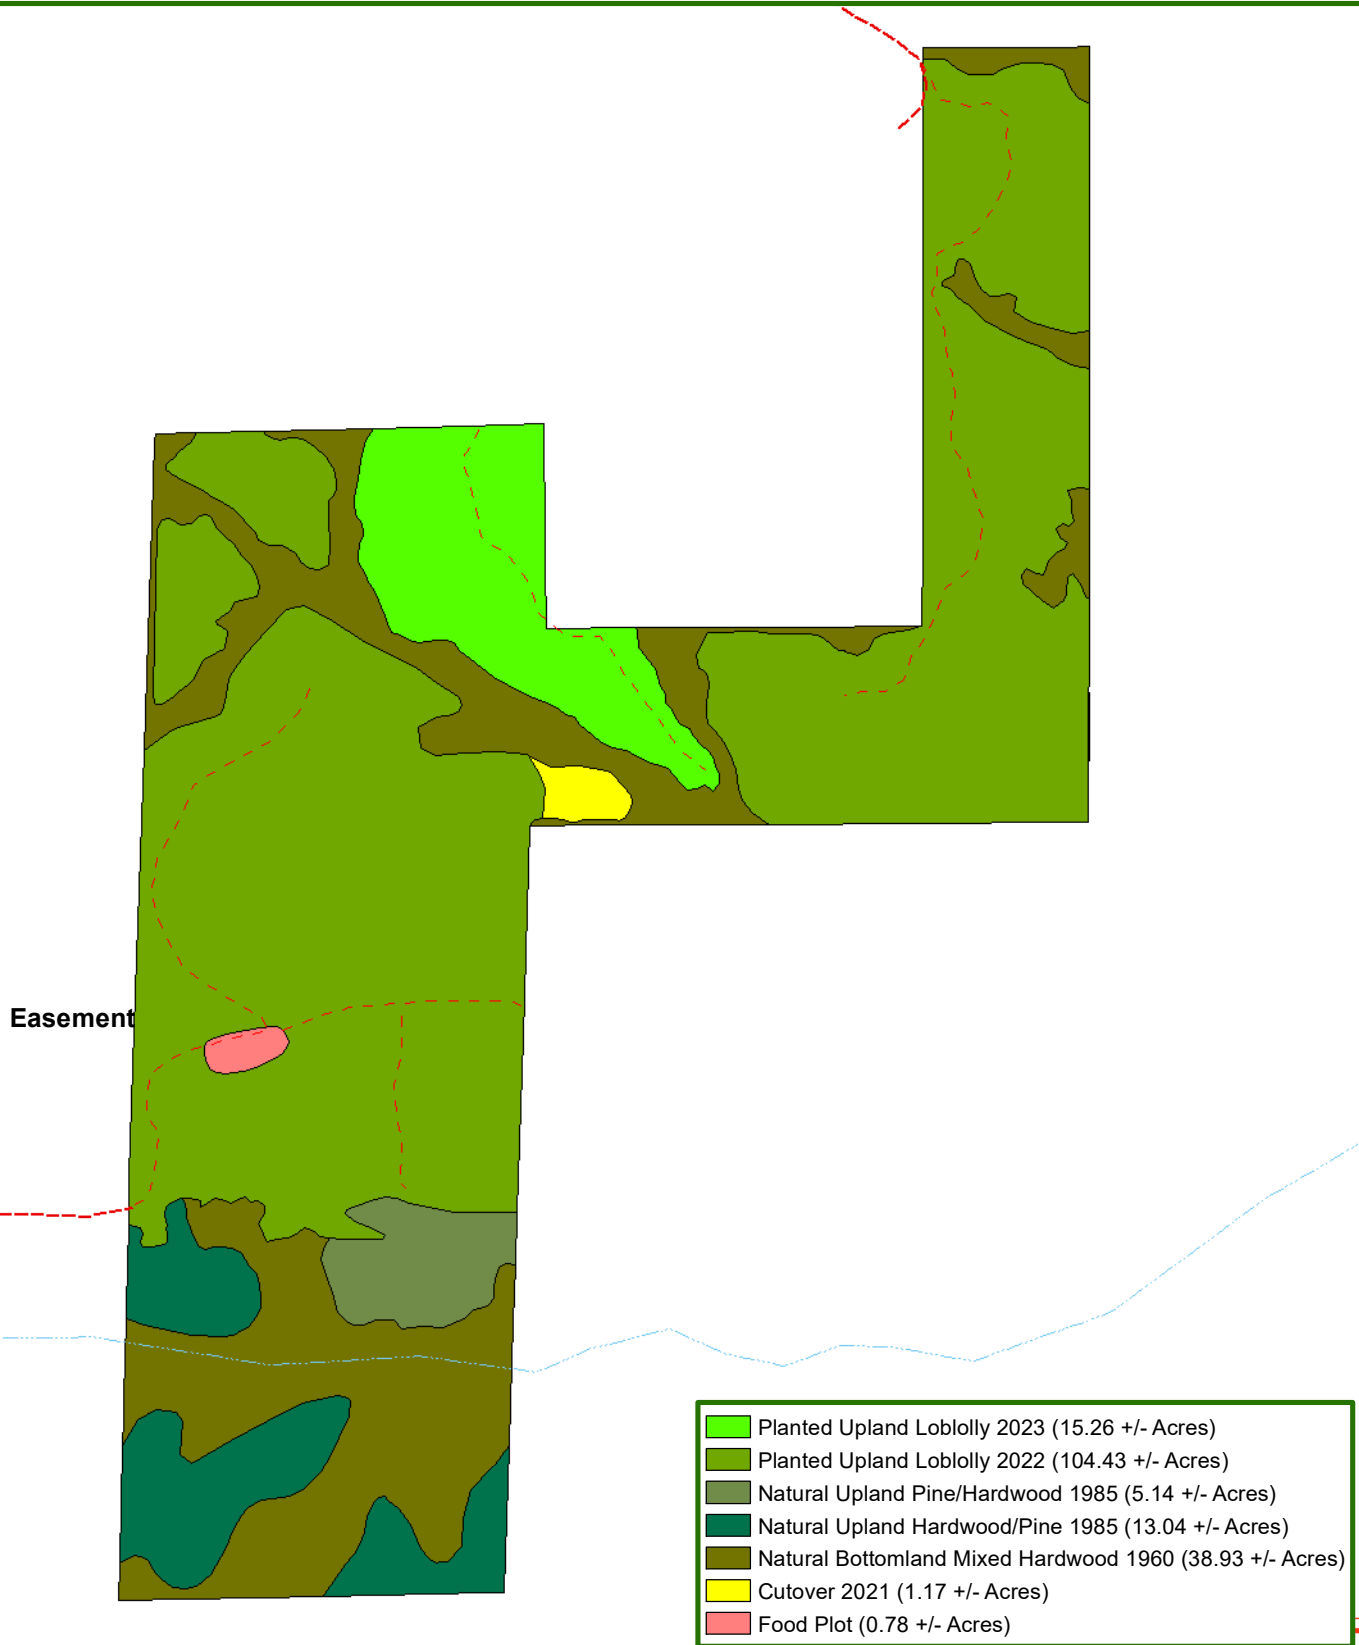 Easement
Planted Upland Loblolly 2023 (15.26 +/- Acres)
Planted Upland Loblolly 2022 (104.43 +/- Acres)
Natural Upland Pine/Hardwood 1985 (5.14 +/- Acres)
Natural Upland Hardwood/Pine 1985 (13.04 +/- Acres)
Natural Bottomland Mixed Hardwood 1960 (38.93 +/- Acres)
Cutover 2021 (1.17 +/- Acres)
Food Plot (0.78 +/- Acres)